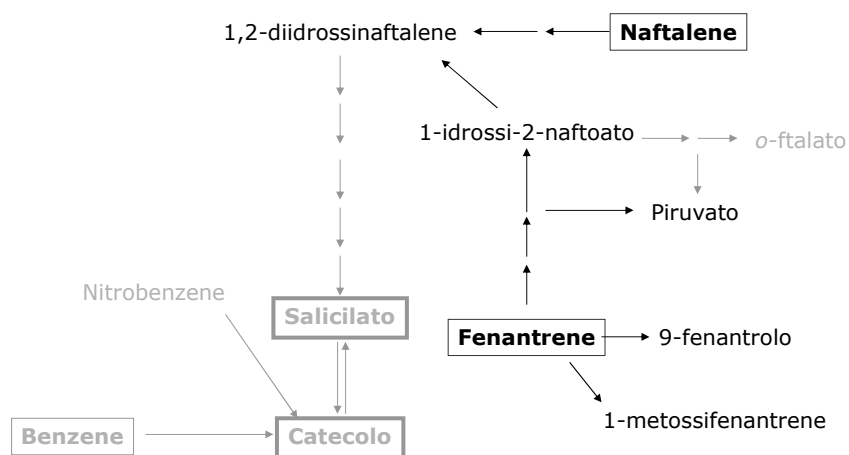 1,2-diidrossinaftalene
Naftalene
1-idrossi-2-naftoato
o-ftalato
Piruvato
Nitrobenzene
Salicilato
Fenantrene
9-fenantrolo
1-metossifenantrene
Benzene
Catecolo